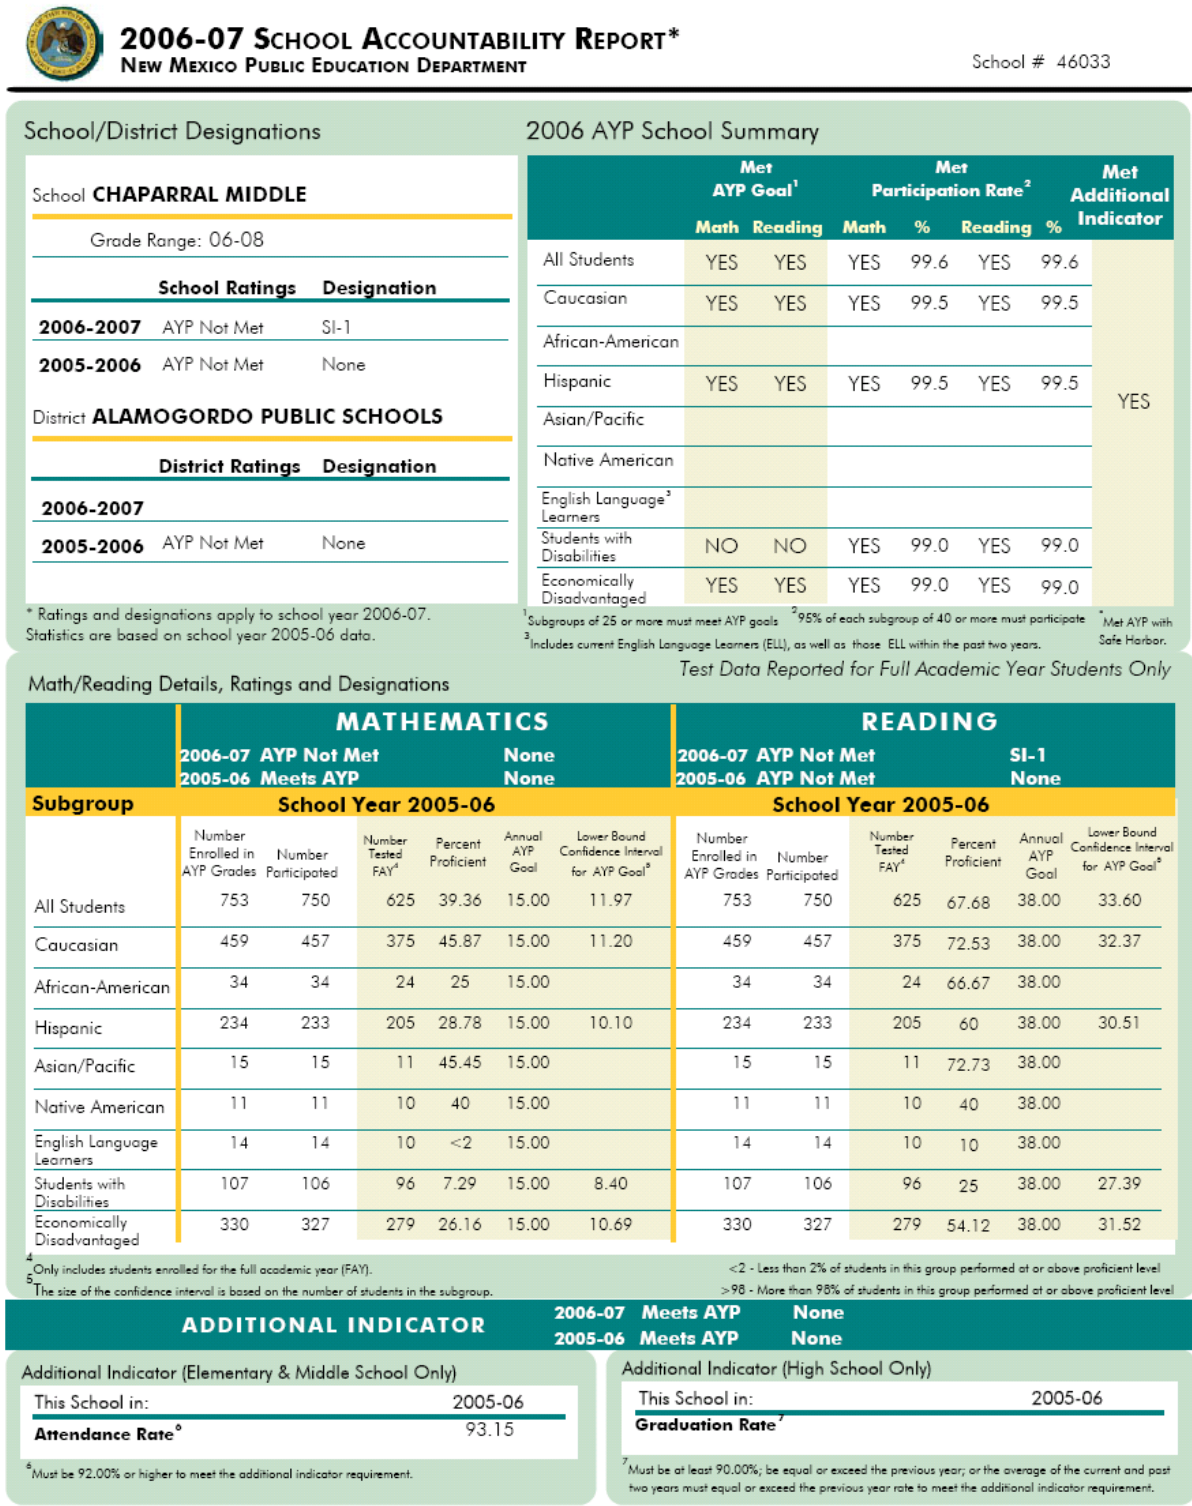 2006-07 SCHOOL ACCOUNTABILITY REPORT*
NEW MEXICO PUBLIC EDUCATION DEPARTMENT
School # 46033
School/District Designations
School CHAPARRAL MIDDLE
Grade Range: 06-08
School Ratings Designation
2006-2007 AYP Not Met SI-1
2005-2006 AYP Not Met None
District ALAMOGORDO PUBLIC SCHOOLS
District Ratings Designation
2006-2007
2005-2006 AYP Not Met None
* Ratings and designations apply to school year 2006-07.
Statistics are based on school year 2005-06 data.
2006 AYP School Summary
Met Met Met
AYP Goal¹ Participation Rate² Additional
Math Reading Math % Reading % Indicator
All Students YES YES YES 99.6 YES 99.6
Caucasian YES YES YES 99.5 YES 99.5
African-American
Hispanic YES YES YES 99.5 YES 99.5
YES
Asian/Pacific
Native American
English Language³
Learners
Students with
Disabilities NO NO YES 99.0 YES 99.0
Economically
Disadvantaged YES YES YES 99.0 YES 99.0
¹Subgroups of 25 or more must meet AYP goals ²95% of each subgroup of 40 or more must participate
³Includes current English Language Learners (ELL), as well as those ELL within the past two years.
*Met AYP with
Safe Harbor.
Test Data Reported for Full Academic Year Students Only
Math/Reading Details, Ratings and Designations
MATHEMATICS READING
2006-07 AYP Not Met None 2006-07 AYP Not Met SI-1
2005-06 Meets AYP None 2005-06 AYP Not Met None
Subgroup School Year 2005-06 School Year 2005-06
Number
Enrolled in
AYP Grades
Number
Participated
Number
Tested
FAY⁴
Percent
Proficient
Annual
AYP
Goal
Lower Bound
Confidence Interval
for AYP Goal⁵
Number
Enrolled in
AYP Grades
Number
Participated
Number
Tested
FAY⁴
Percent
Proficient
Annual
AYP
Goal
Lower Bound
Confidence Interval
for AYP Goal⁵
All Students 753 750 625 39.36 15.00 11.97 753 750 625 67.68 38.00 33.60
Caucasian 459 457 375 45.87 15.00 11.20 459 457 375 72.53 38.00 32.37
African-American 34 34 24 25 15.00 34 34 24 66.67 38.00
Hispanic 234 233 205 28.78 15.00 10.10 234 233 205 60 38.00 30.51
Asian/Pacific 15 15 11 45.45 15.00 15 15 11 72.73 38.00
Native American 11 11 10 40 15.00 11 11 10 40 38.00
English Language
Learners 14 14 10 <2 15.00 14 14 10 10 38.00
Students with
Disabilities 107 106 96 7.29 15.00 8.40 107 106 96 25 38.00 27.39
Economically
Disadvantaged 330 327 279 26.16 15.00 10.69 330 327 279 54.12 38.00 31.52
⁴Only includes students enrolled for the full academic year (FAY).
⁵The size of the confidence interval is based on the number of students in the subgroup.
<2 - Less than 2% of students in this group performed at or above proficient level
>98 - More than 98% of students in this group performed at or above proficient level
ADDITIONAL INDICATOR
2006-07 Meets AYP None
2005-06 Meets AYP None
Additional Indicator (Elementary & Middle School Only)
This School in: 2005-06
Attendance Rate⁶ 93.15
⁶Must be 92.00% or higher to meet the additional indicator requirement.
Additional Indicator (High School Only)
This School in: 2005-06
Graduation Rate⁷
⁷Must be at least 90.00%; be equal or exceed the previous year; or the average of the current and past
two years must equal or exceed the previous year rate to meet the additional indicator requirement.